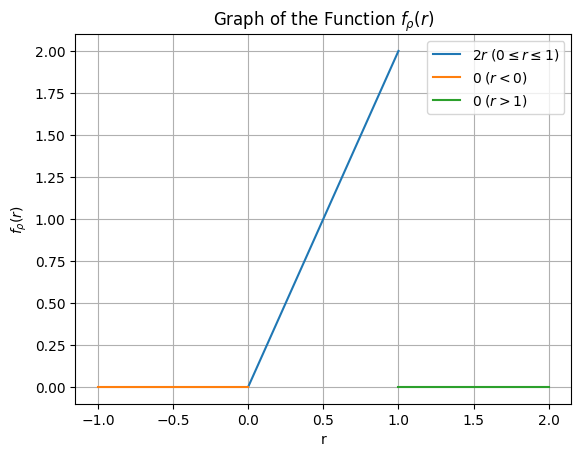 Graph of the Function $f_\rho(r)$
2.00
1.75
1.50
1.25
1.00
0.75
0.50
0.25
0.00
$f_\rho(r)$
2r (0 ≤ r ≤ 1)
0 (r < 0)
0 (r > 1)
−1.0 −0.5 0.0 0.5 1.0 1.5 2.0
r